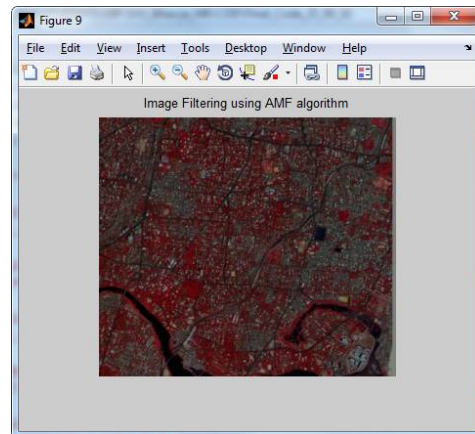 Figure 9
File Edit View Insert Tools Desktop Window Help
Image Filtering using AMF algorithm